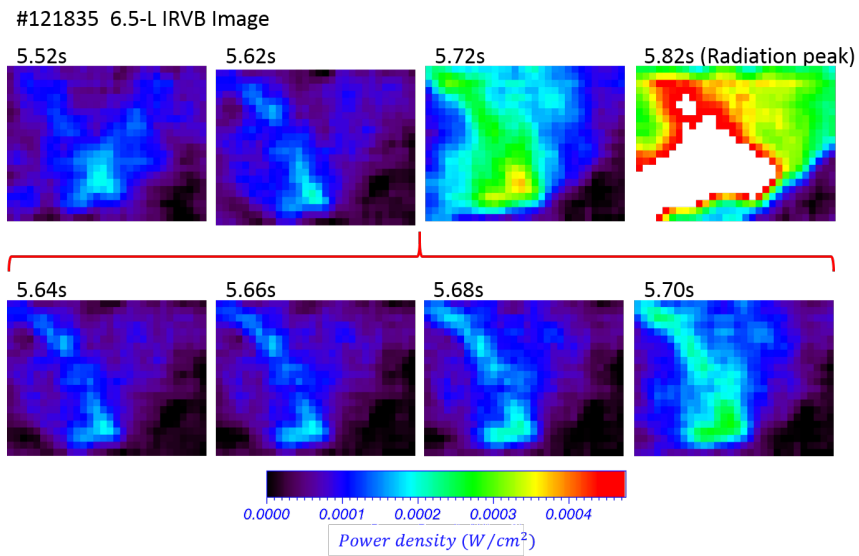 #121835 6.5-L IRVB Image
5.52s
5.62s
5.72s
5.82s (Radiation peak)
5.64s
5.66s
5.68s
5.70s
0.0000 0.0001 0.0002 0.0003 0.0004
Power density (W/cm²)